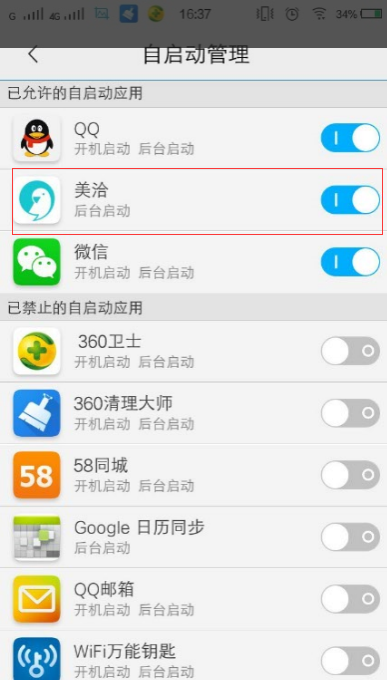 G 4G 16:37 34%
自启动管理
已允许的自启动应用
QQ
开机启动 后台启动
美洽
后台启动
微信
开机启动 后台启动
已禁止的自启动应用
360卫士
开机启动 后台启动
360清理大师
开机启动 后台启动
58
58同城
开机启动 后台启动
Google 日历同步
后台启动
QQ邮箱
开机启动 后台启动
WiFi万能钥匙
开机启动 后台启动